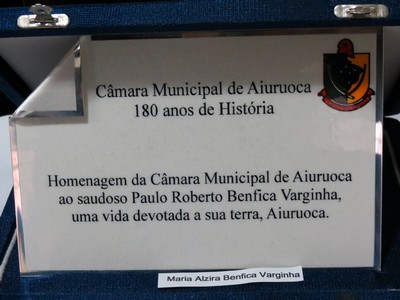 Câmara Municipal de Aiuruoca
180 anos de História
Homenagem da Câmara Municipal de Aiuruoca
ao saudoso Paulo Roberto Benfica Varginha,
uma vida devotada a sua terra, Aiuruoca.
Maria Alzira Benfica Varginha